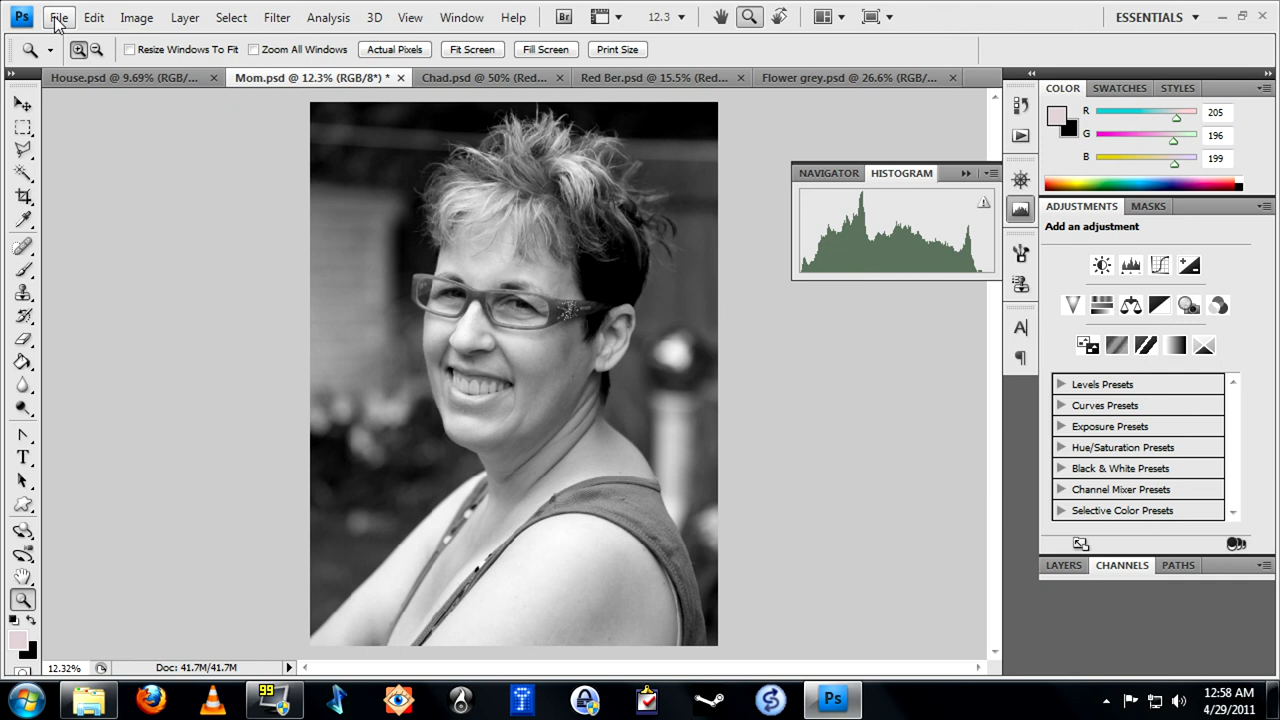 Ps File Edit Image Layer Select Filter Analysis 3D View Window Help Br 12.3 ESSENTIALS
Resize Windows To Fit Zoom All Windows Actual Pixels Fit Screen Fill Screen Print Size
House.psd @ 9.69% (RGB/... Mom.psd @ 12.3% (RGB/8*) * Chad.psd @ 50% (Red... Red Ber.psd @ 15.5% (Red... Flower grey.psd @ 26.6% (RGB/...
COLOR SWATCHES STYLES
R 205
G 196
B 199
NAVIGATOR HISTOGRAM
ADJUSTMENTS MASKS
Add an adjustment
Levels Presets
Curves Presets
Exposure Presets
Hue/Saturation Presets
Black & White Presets
Channel Mixer Presets
Selective Color Presets
LAYERS CHANNELS PATHS
T
A
12.32% Doc: 41.7M/41.7M
99
Ps
12:58 AM
4/29/2011